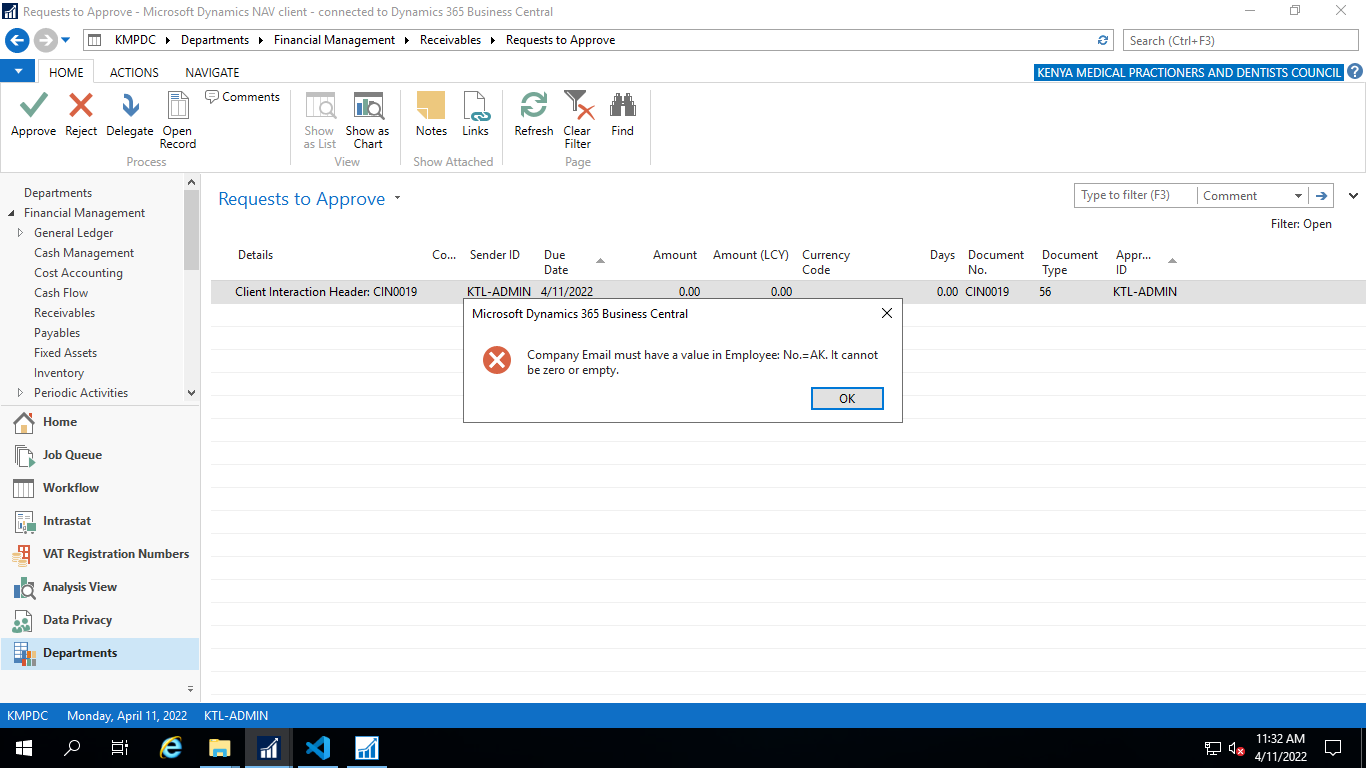 Requests to Approve - Microsoft Dynamics NAV client - connected to Dynamics 365 Business Central
KMPDC Departments Financial Management Receivables Requests to Approve
Search (Ctrl+F3)
HOME ACTIONS NAVIGATE
KENYA MEDICAL PRACTIONERS AND DENTISTS COUNCIL
Approve
Reject
Delegate
Open
Record
Comments
Process
Show
as List
Show as
Chart
View
Notes
Links
Show Attached
Refresh
Clear
Filter
Find
Page
Departments
Financial Management
General Ledger
Cash Management
Cost Accounting
Cash Flow
Receivables
Payables
Fixed Assets
Inventory
Periodic Activities
Home
Job Queue
Workflow
Intrastat
VAT Registration Numbers
Analysis View
Data Privacy
Departments
Requests to Approve
Type to filter (F3)
Comment
Filter: Open
Details
Co...
Sender ID
Due
Date
Amount
Amount (LCY)
Currency
Code
Days
Document
No.
Document
Type
Appr...
ID
Client Interaction Header: CIN0019 KTL-ADMIN 4/11/2022 0.00 0.00 0.00 CIN0019 56 KTL-ADMIN
Microsoft Dynamics 365 Business Central
Company Email must have a value in Employee: No.=AK. It cannot
be zero or empty.
OK
KMPDC Monday, April 11, 2022 KTL-ADMIN
11:32 AM
4/11/2022